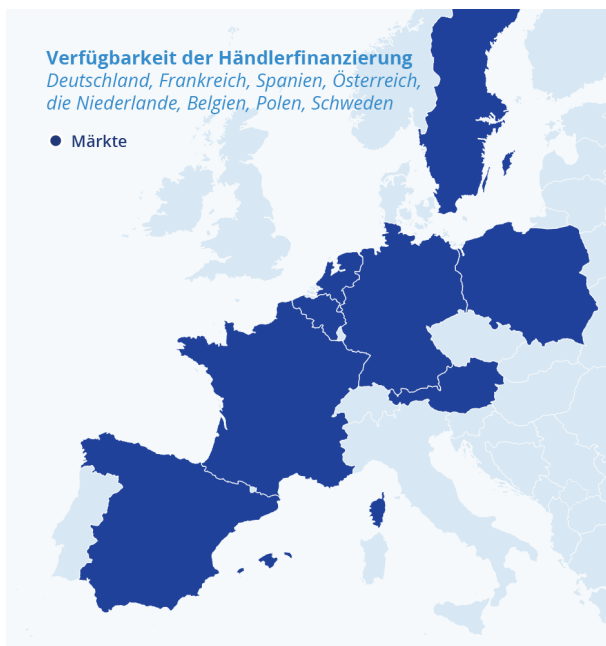 Verfügbarkeit der Händlerfinanzierung
Deutschland, Frankreich, Spanien, Österreich,
die Niederlande, Belgien, Polen, Schweden
Märkte